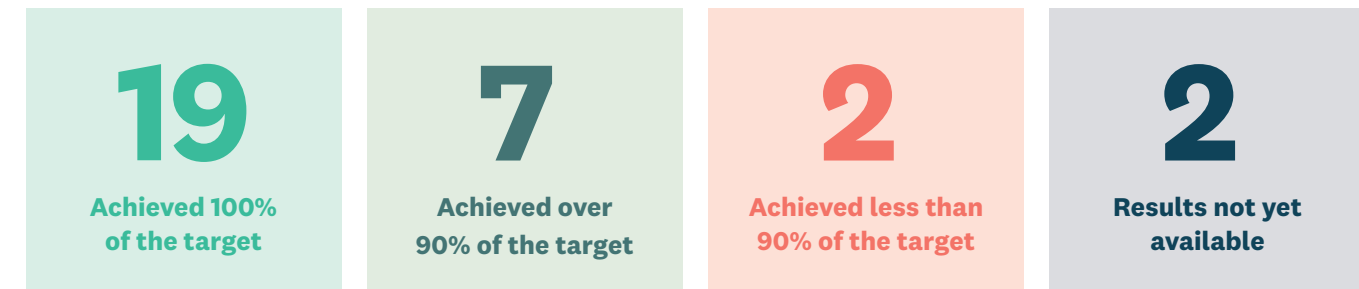 19
Achieved 100%
of the target
7
Achieved over
90% of the target
2
Achieved less than
90% of the target
2
Results not yet
available